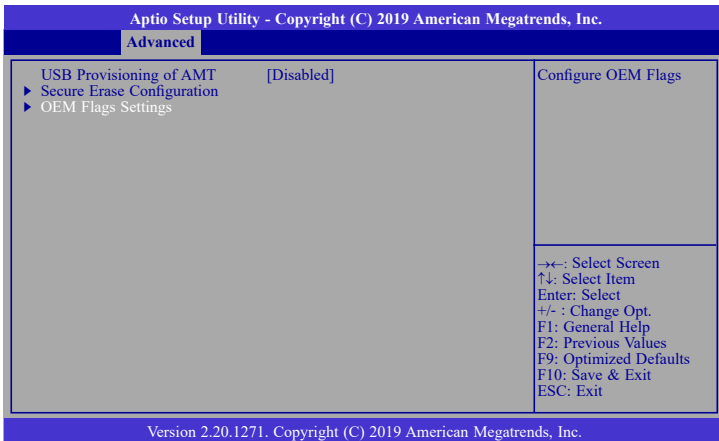 Aptio Setup Utility - Copyright (C) 2019 American Megatrends, Inc.
Advanced
USB Provisioning of AMT [Disabled]
Secure Erase Configuration
OEM Flags Settings
Configure OEM Flags
→←: Select Screen
↑↓: Select Item
Enter: Select
+/- : Change Opt.
F1: General Help
F2: Previous Values
F9: Optimized Defaults
F10: Save & Exit
ESC: Exit
Version 2.20.1271. Copyright (C) 2019 American Megatrends, Inc.